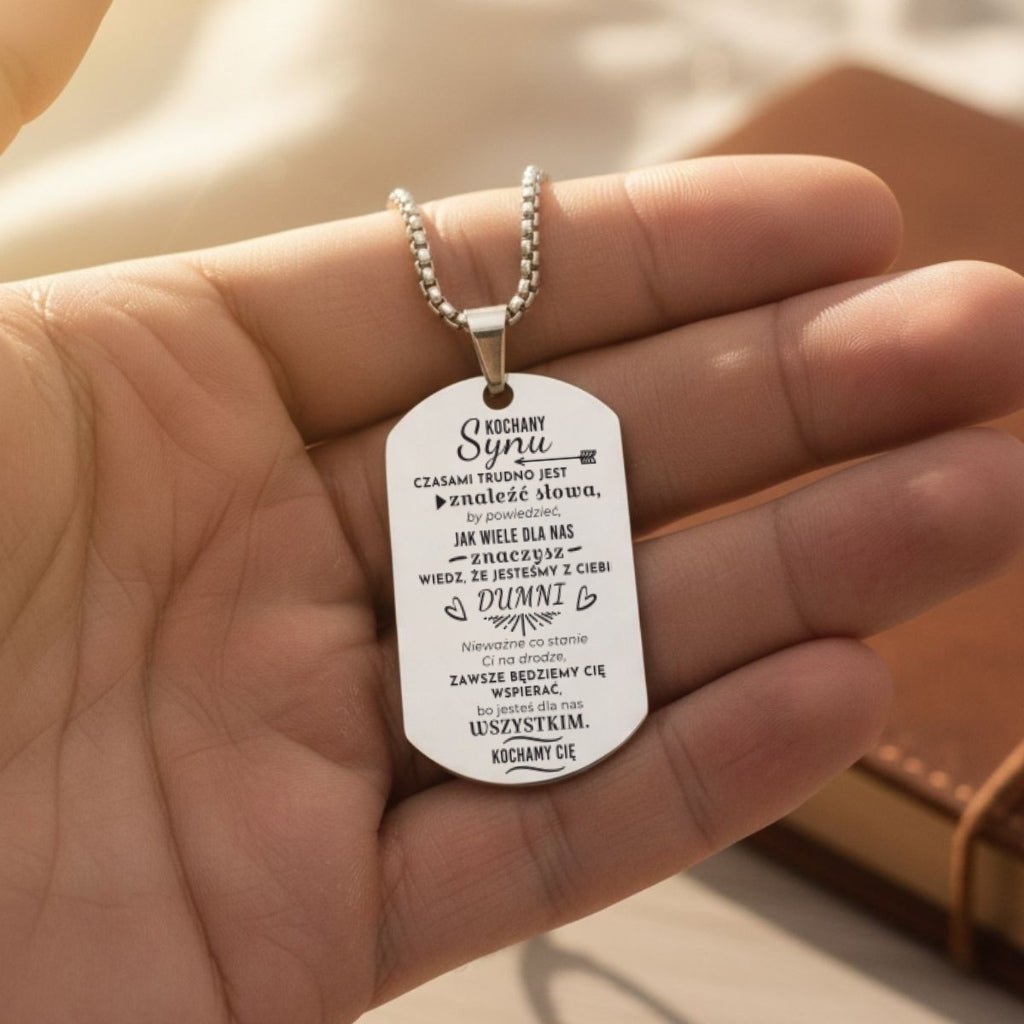 KOCHANY
Synu
CZASAMI TRUDNO JEST
znaleźć słowa,
by powiedzieć,
JAK WIELE DLA NAS
znaczysz
WIEDZ, ŻE JESTEŚMY Z CIEBI
DUMNI
Nieważne co stanie
Ci na drodze,
ZAWSZE BĘDZIEMY CIĘ
WSPIERAĆ,
bo jesteś dla nas
WSZYSTKIM.
KOCHAMY CIĘ